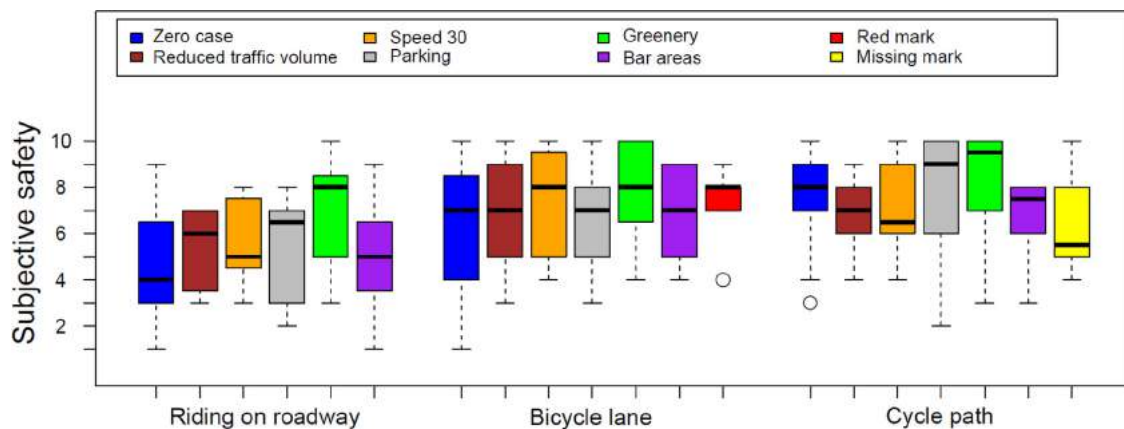 Zero case Speed 30 Greenery Red mark
Reduced traffic volume Parking Bar areas Missing mark
Subjective safety
10
8
6
4
2
Riding on roadway Bicycle lane Cycle path